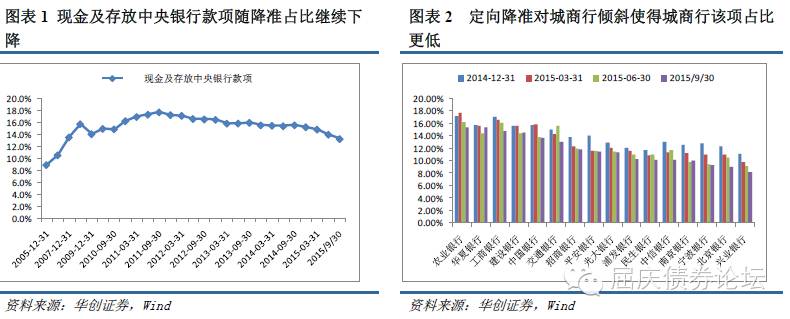 图表 1  现金及存放中央银行款项随降准占比继续下
降
现金及存放中央银行款项
20.0%
18.0%
16.0%
14.0%
12.0%
10.0%
8.0%
6.0%
4.0%
2.0%
0.0%
2005-12-31
2007-12-31
2009-12-31
2010-09-30
2011-03-31
2011-09-30
2012-03-31
2012-09-30
2013-03-31
2013-09-30
2014-03-31
2014-09-30
2015-03-31
2015/9/30
资料来源：华创证券，Wind
图表 2  定向降准对城商行倾斜使得城商行该项占比
更低
2014-12-31 2015-03-31 2015-06-30 2015/9/30
20.00%
18.00%
16.00%
14.00%
12.00%
10.00%
8.00%
6.00%
4.00%
2.00%
0.00%
农业银行
华夏银行
工商银行
建设银行
中国银行
交通银行
招商银行
平安银行
光大银行
浦发银行
民生银行
中信银行
南京银行
宁波银行
北京银行
兴业银行
资料来源：华创证券，Wind
屈庆债券论坛